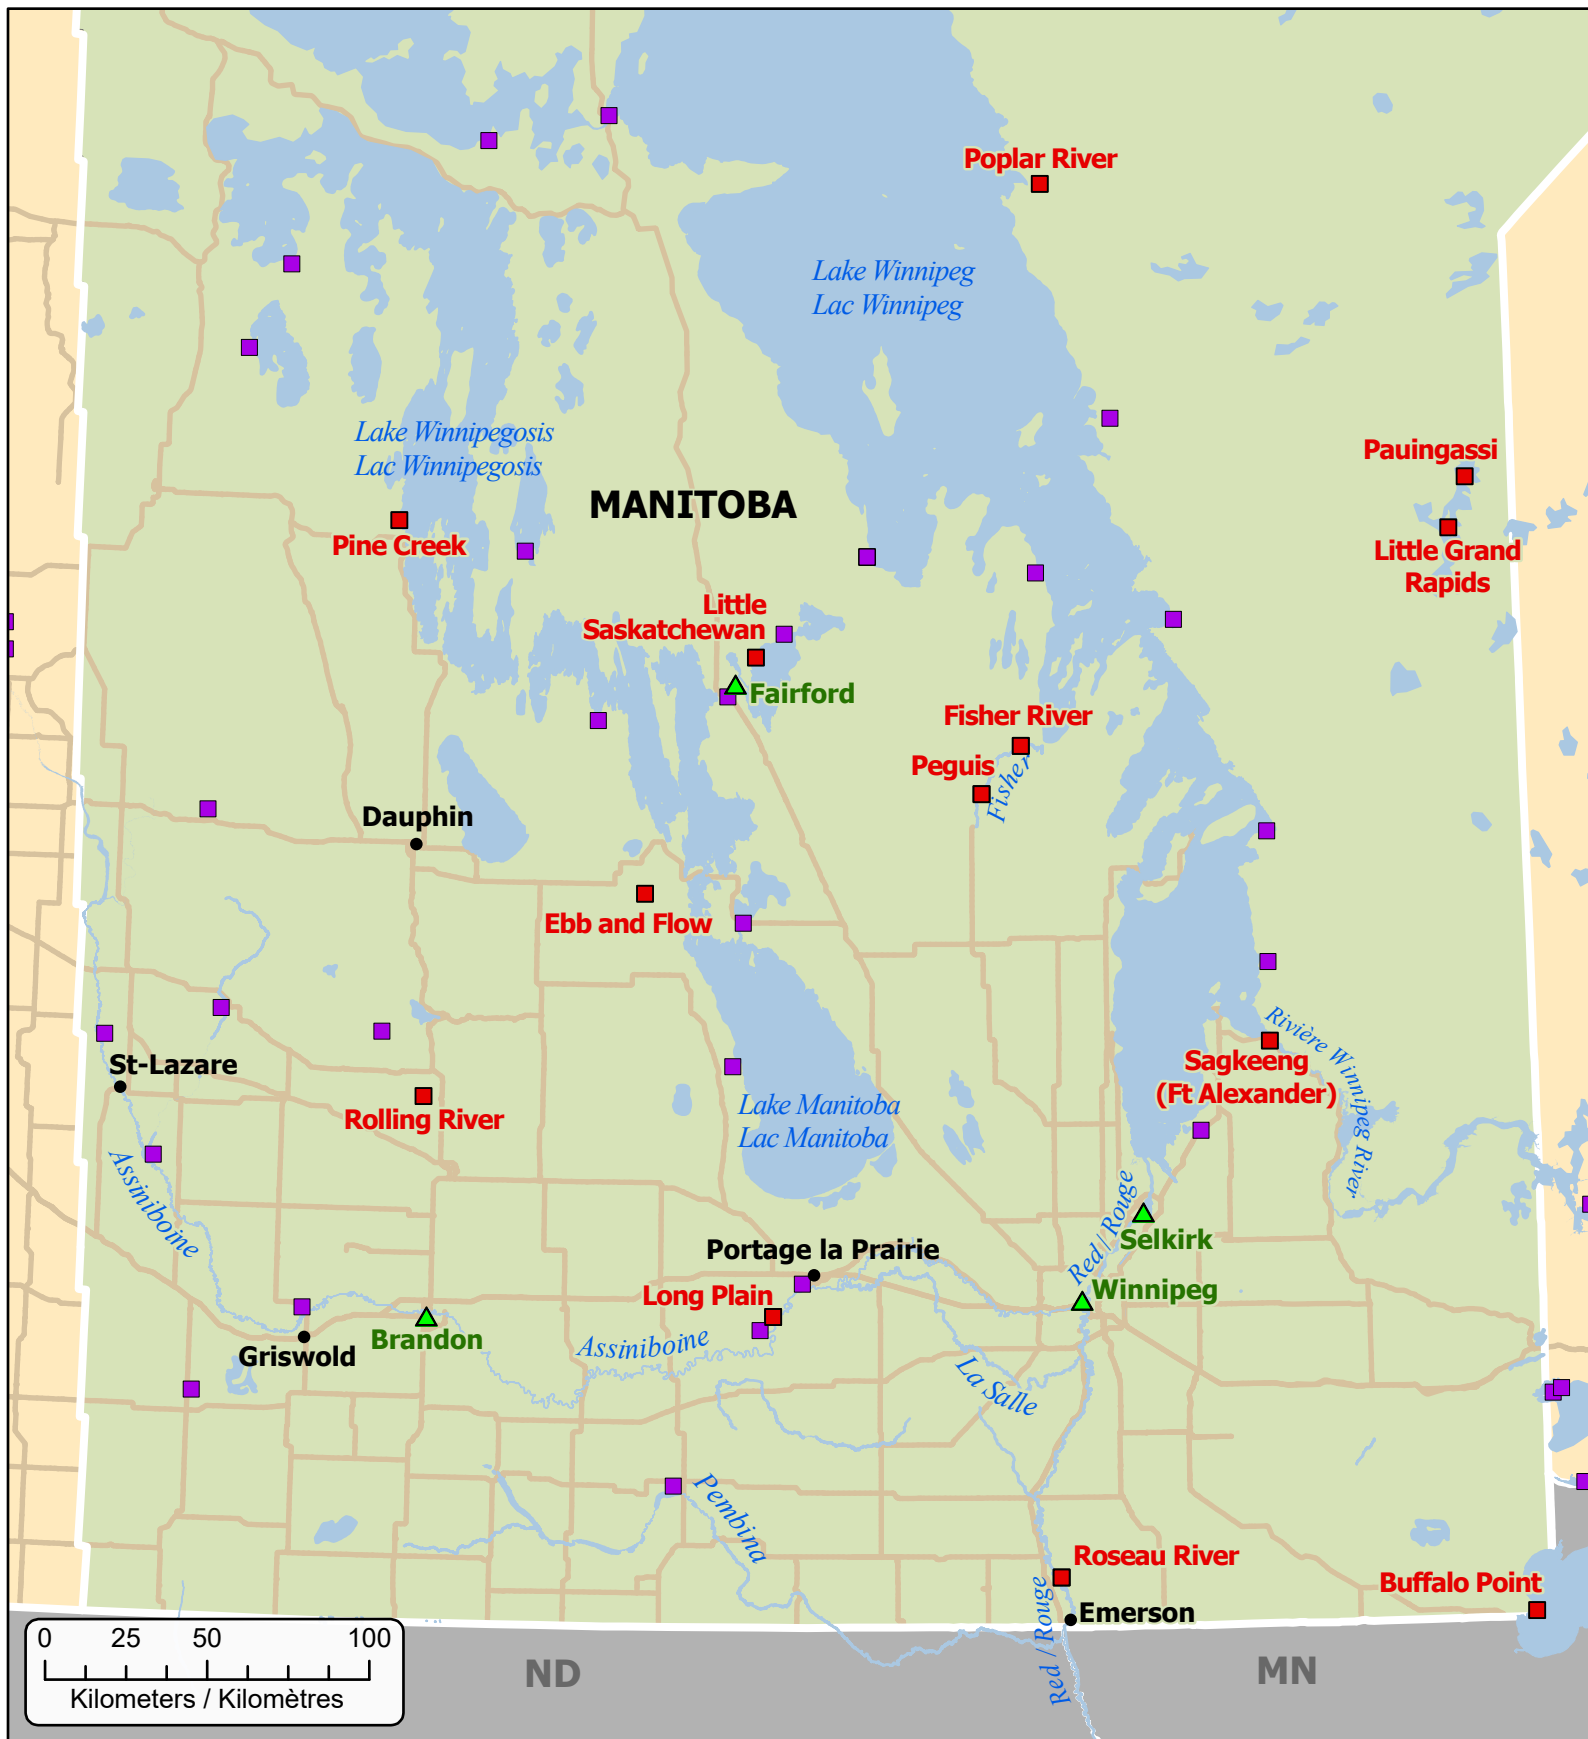 Poplar River
Lake Winnipeg
Lac Winnipeg
Lake Winnipegosis
Lac Winnipegosis
Pauingassi
MANITOBA
Pine Creek
Little Grand
Rapids
Little
Saskatchewan
Fairford
Fisher River
Peguis
Fisher
Dauphin
Ebb and Flow
Rivière Winnipeg River
St-Lazare
Sagkeeng
(Ft Alexander)
Rolling River
Lake Manitoba
Lac Manitoba
Assiniboine
Red / Rouge
Selkirk
Portage la Prairie
Winnipeg
Long Plain
Brandon
Assiniboine
Griswold
La Salle
Pembina
Roseau River
Buffalo Point
Emerson
Red / Rouge
0 25 50 100
Kilometers / Kilomètres
ND
MN